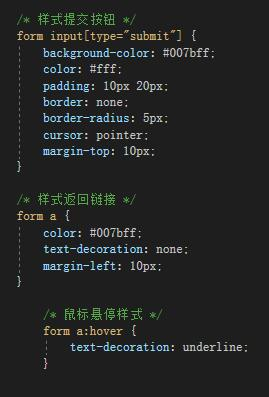 /* 样式提交按钮 */
form input[type="submit"] {
    background-color: #007bff;
    color: #fff;
    padding: 10px 20px;
    border: none;
    border-radius: 5px;
    cursor: pointer;
    margin-top: 10px;
}

/* 样式返回链接 */
form a {
    color: #007bff;
    text-decoration: none;
    margin-left: 10px;
}

    /* 鼠标悬停样式 */
    form a:hover {
        text-decoration: underline;
    }